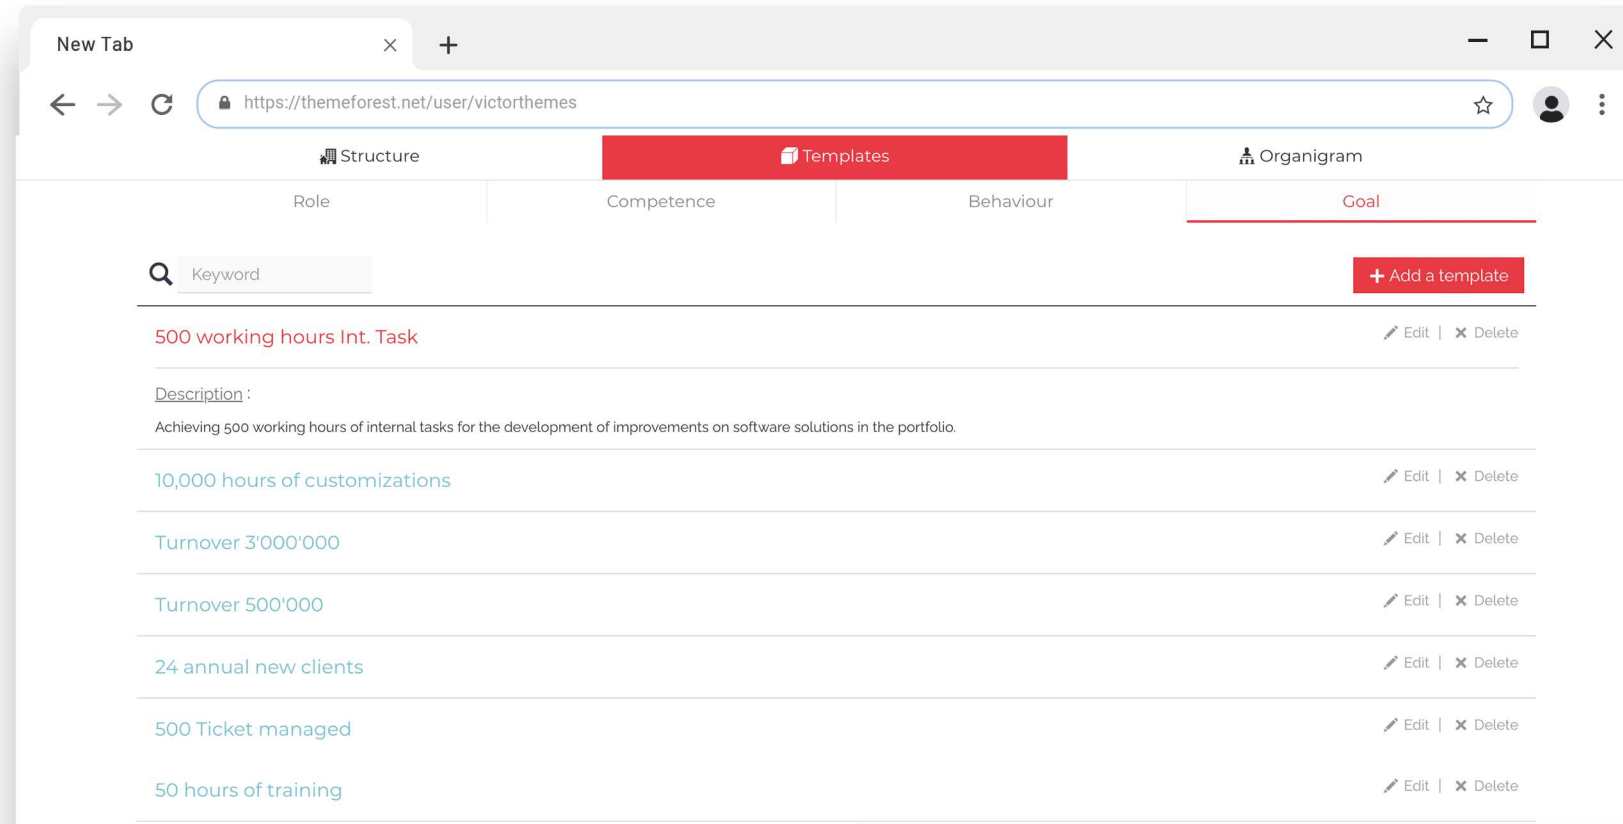 New Tab
https://themeforest.net/user/victorthemes
Structure Templates Organigram
Role Competence Behaviour Goal
Keyword + Add a template
500 working hours Int. Task Edit | Delete
Description :
Achieving 500 working hours of internal tasks for the development of improvements on software solutions in the portfolio.
10,000 hours of customizations Edit | Delete
Turnover 3'000'000 Edit | Delete
Turnover 500'000 Edit | Delete
24 annual new clients Edit | Delete
500 Ticket managed Edit | Delete
50 hours of training Edit | Delete